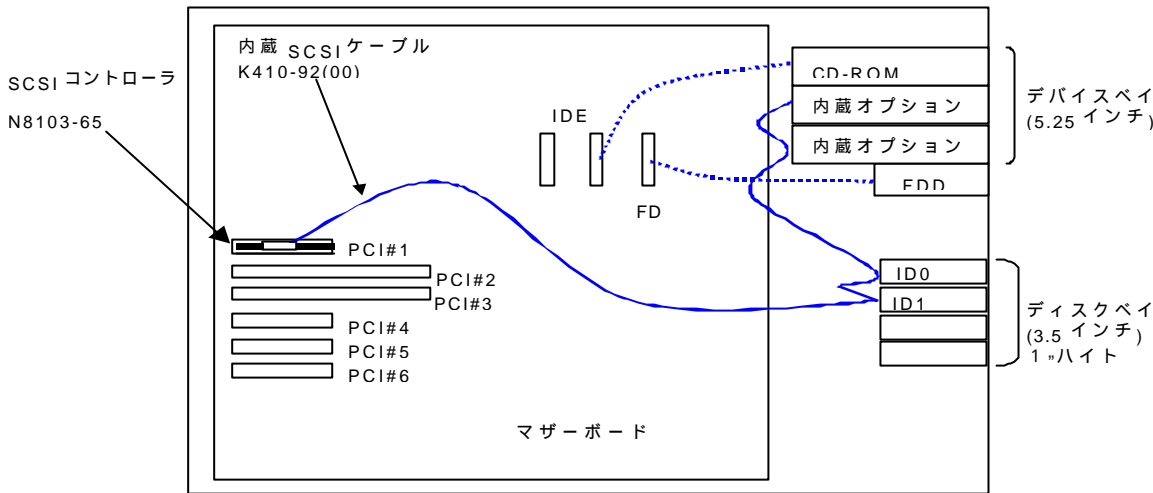 内蔵 SCSI ケーブル
K410-92(00)
SCSI コントローラ
N8103-65
IDE
FD
CD-ROM
内蔵オプション
内蔵オプション
FDD
デバイスベイ
(5.25 インチ)
PCI#1
PCI#2
PCI#3
PCI#4
PCI#5
PCI#6
ID0
ID1
ディスクベイ
(3.5 インチ)
1”ハイト
マザーボード